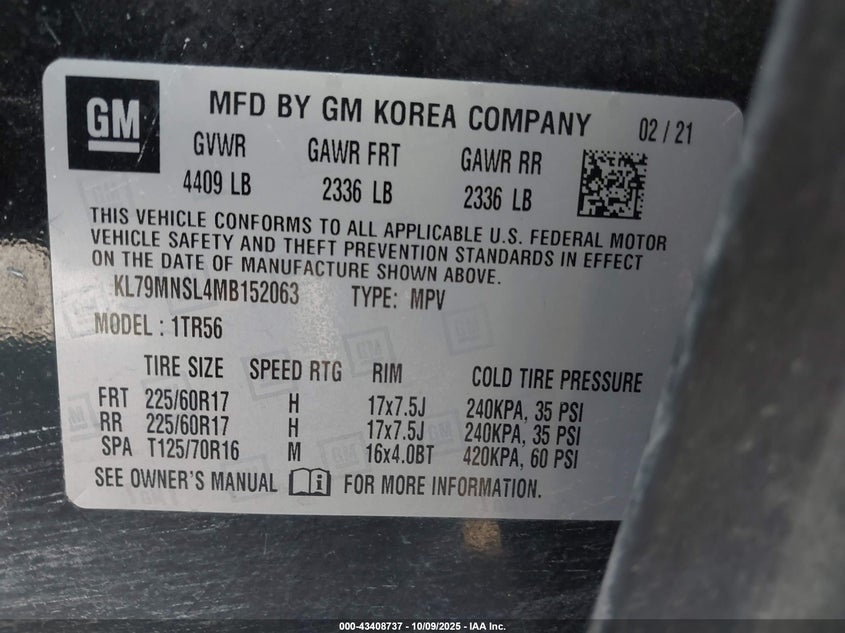 GM
MFD BY GM KOREA COMPANY 02 / 21
GVWR GAWR FRT GAWR RR
4409 LB 2336 LB 2336 LB
THIS VEHICLE CONFORMS TO ALL APPLICABLE U.S. FEDERAL MOTOR
VEHICLE SAFETY AND THEFT PREVENTION STANDARDS IN EFFECT
ON THE DATE OF MANUFACTURE SHOWN ABOVE.
KL79MNSL4MB152063 TYPE: MPV
MODEL : 1TR56
TIRE SIZE SPEED RTG RIM COLD TIRE PRESSURE
FRT 225/60R17 H 17x7.5J 240KPA, 35 PSI
RR 225/60R17 H 17x7.5J 240KPA, 35 PSI
SPA T125/70R16 M 16x4.0BT 420KPA, 60 PSI
SEE OWNER'S MANUAL i FOR MORE INFORMATION.
000-43408737 - 10/09/2025 - IAA Inc.